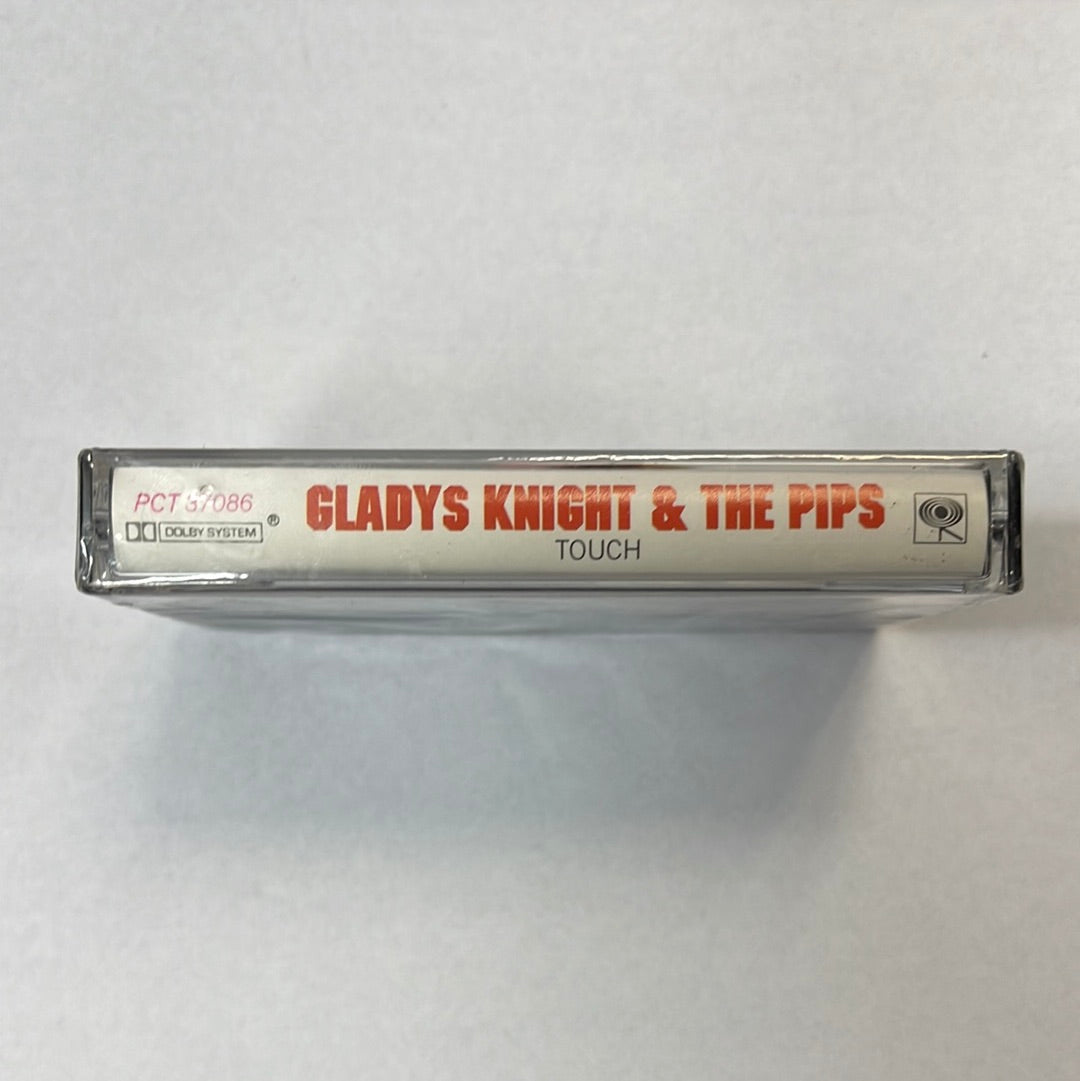 PCT 37086
DOLBY SYSTEM ®
GLADYS KNIGHT & THE PIPS
TOUCH